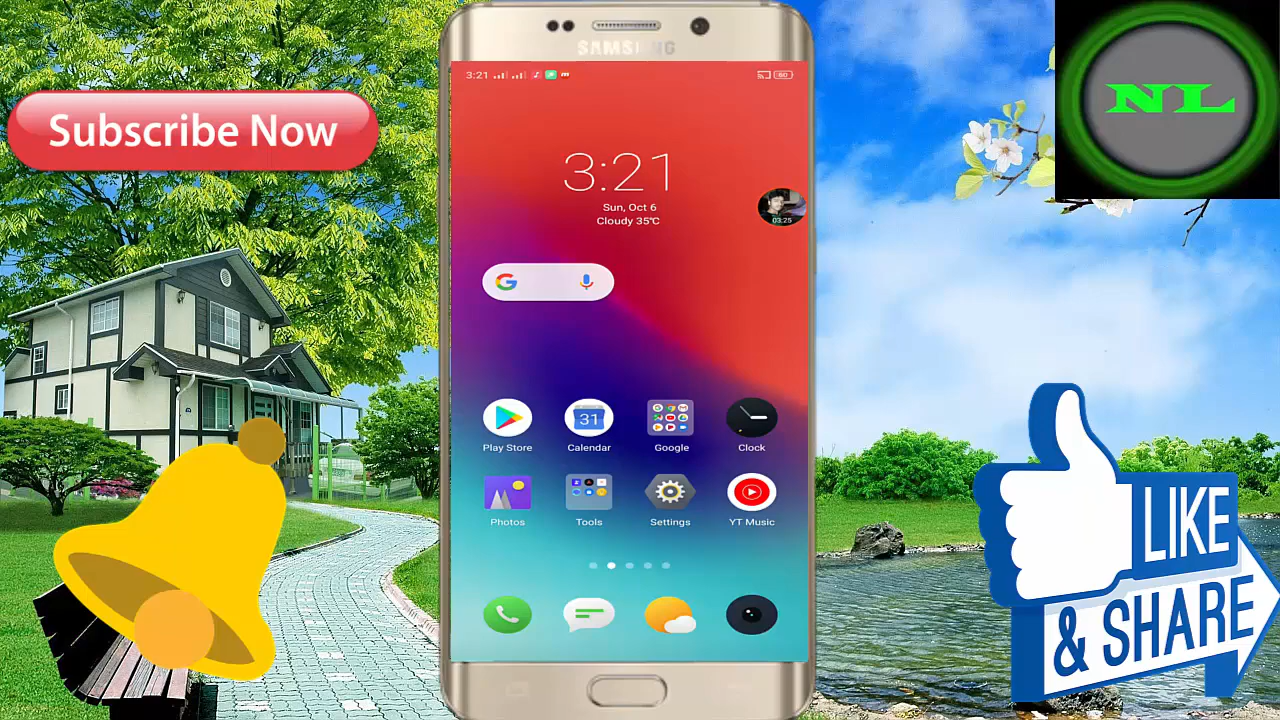 Subscribe Now
SAMSUNG
NL
3:21
60
3:21
Sun, Oct 6
Cloudy 35℃
03:25
G
31
Play Store
Calendar
Google
Clock
Photos
Tools
Settings
YT Music
LIKE
& SHARE